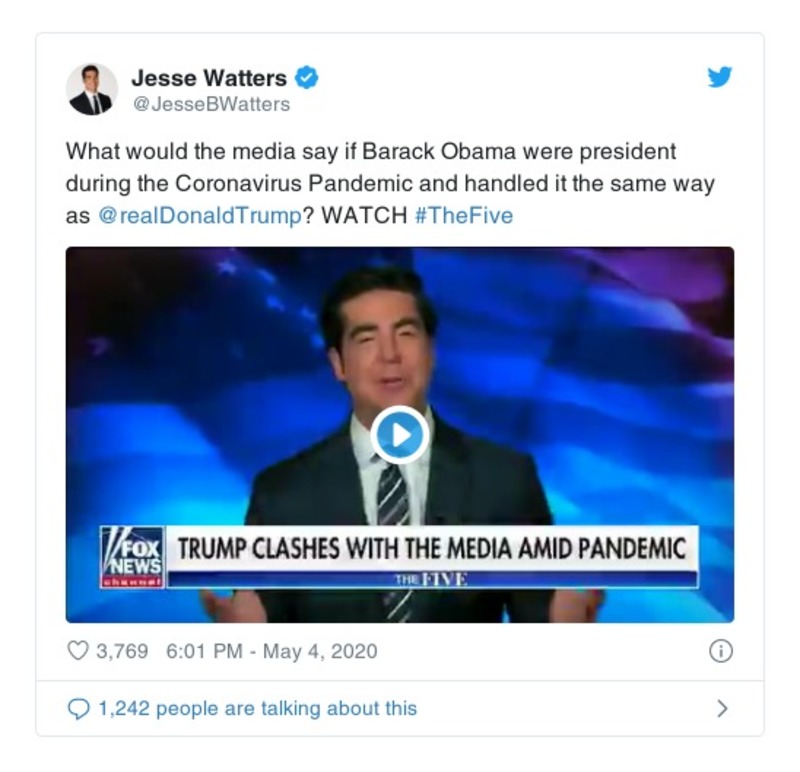 Jesse Watters
@JesseBWatters
What would the media say if Barack Obama were president
during the Coronavirus Pandemic and handled it the same way
as @realDonaldTrump? WATCH #TheFive
FOX
NEWS
channel
TRUMP CLASHES WITH THE MEDIA AMID PANDEMIC
THE FIVE
3,769 6:01 PM - May 4, 2020
1,242 people are talking about this